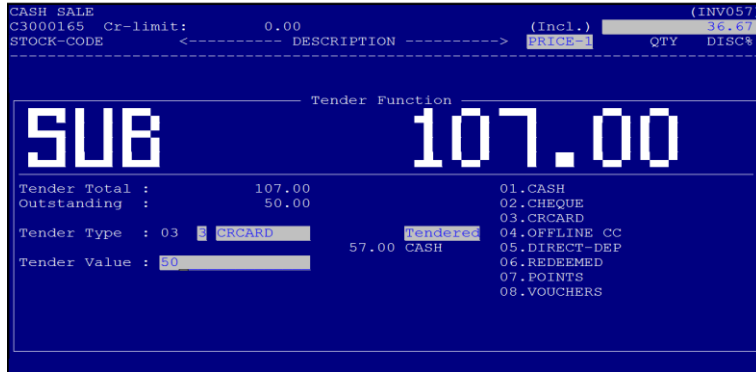 CASH SALE (INV057
C3000165 Cr-limit: 0.00 (Incl.) 36.67
STOCK-CODE <---------- DESCRIPTION ----------> PRICE-1 QTY DISC%
Tender Function
SUB 107.00
Tender Total : 107.00 01.CASH
Outstanding : 50.00 02.CHEQUE
03.CRCARD
Tender Type : 03 3 CRCARD Tendered 04.OFFLINE CC
57.00 CASH 05.DIRECT-DEP
Tender Value : 50_ 06.REDEEMED
07.POINTS
08.VOUCHERS